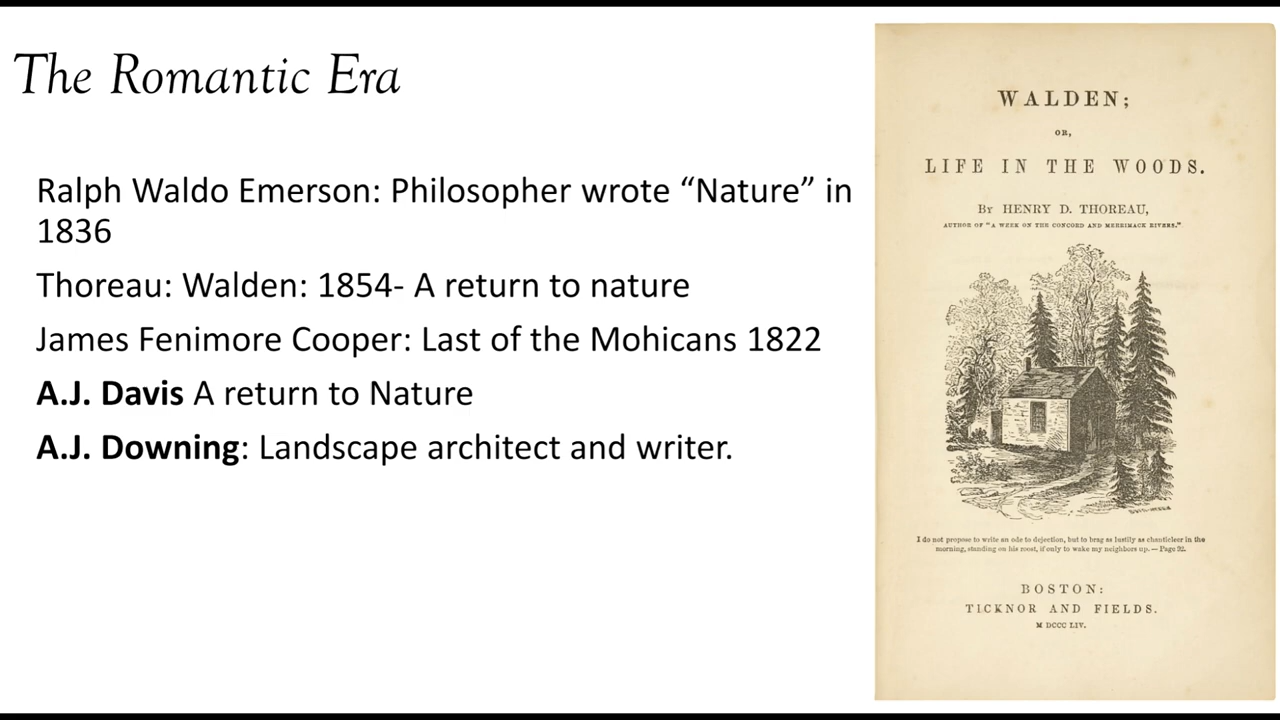 The Romantic Era
Ralph Waldo Emerson: Philosopher wrote “Nature” in
1836
Thoreau: Walden: 1854- A return to nature
James Fenimore Cooper: Last of the Mohicans 1822
A.J. Davis A return to Nature
A.J. Downing: Landscape architect and writer.
WALDEN;
OR,
LIFE IN THE WOODS.
By HENRY D. THOREAU,
AUTHOR OF "A WEEK ON THE CONCORD AND MERRIMACK RIVERS."
I do not propose to write an ode to dejection, but to brag as lustily as chanticleer in the
morning, standing on his roost, if only to wake my neighbors up. — Page 92.
BOSTON:
TICKNOR AND FIELDS.
M DCCC LIV.